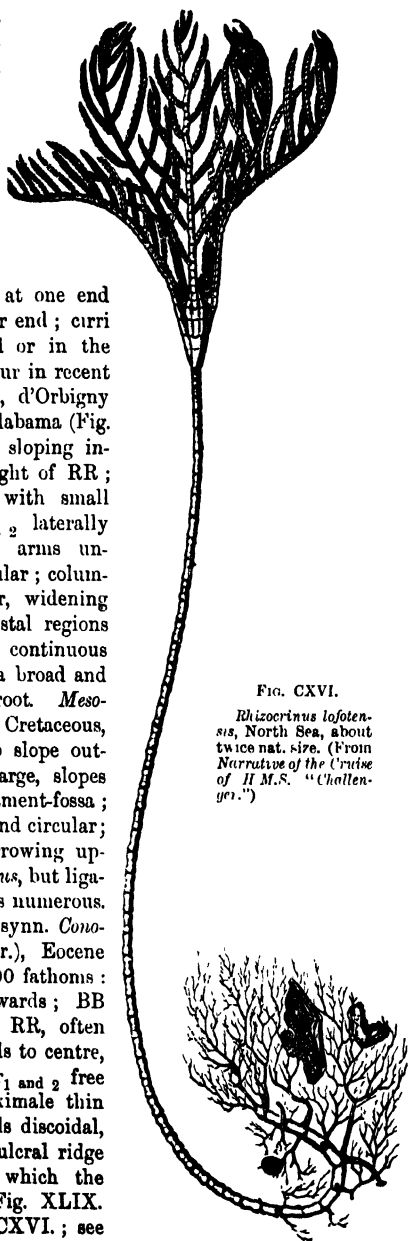 at one end
r end ; cirri
l or in the
ur in recent
, d'Orbigny
labama (Fig.
sloping in-
ght of RR ;
with small
2 laterally
arms un-
lar ; colum-
r, widening
stal regions
continuous
a broad and
root. Meso-
Cretaceous,
o slope out-
arge, slopes
ment-fossa ;
nd circular;
rowing up-
us, but liga-
s numerous.
synn. Cono-
r.), Eocene
00 fathoms :
wards ; BB
RR, often
ls to centre,
r1 and 2 free
ximale thin
ls discoidal,
ulcral ridge
which the
Fig. XLIX.
CXVI. ; see
FIG. CXVI.
Rhizocrinus lofoten-
sis, North Sea, about
twice nat. size. (From
Narrative of the Cruise
of H M.S. "Challen-
ger.")